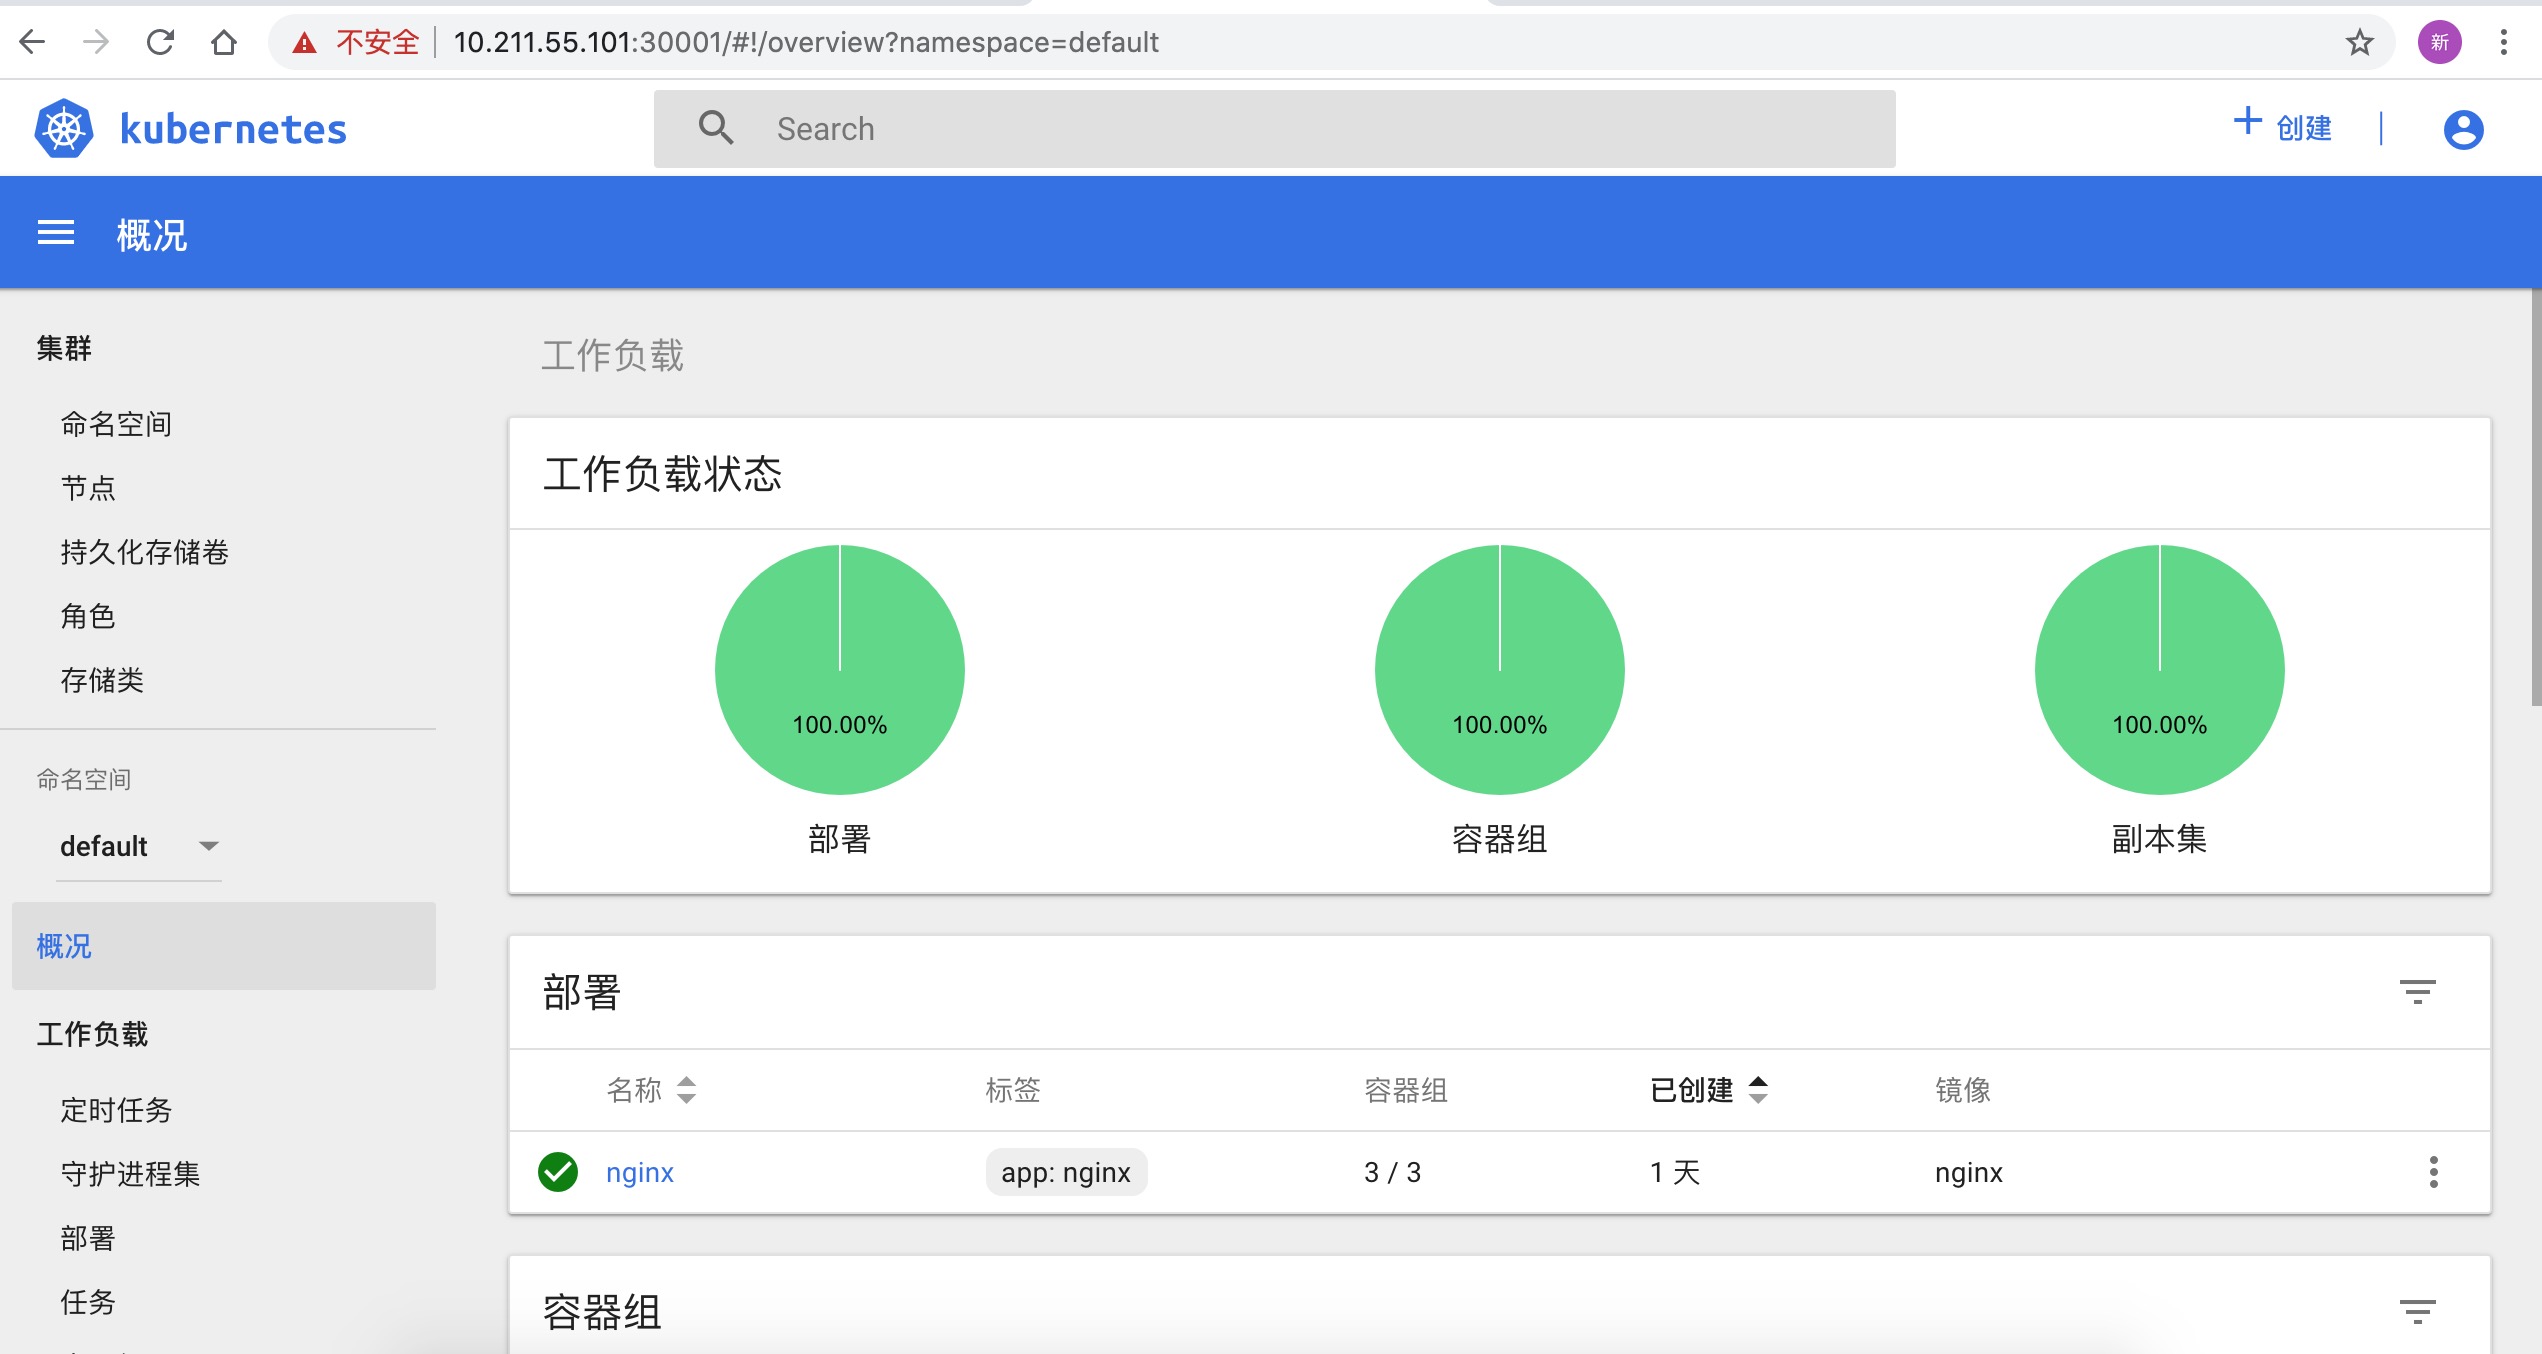 不安全 10.211.55.101:30001/#!/overview?namespace=default
新
kubernetes
Search
创建
概况
集群
命名空间
节点
持久化存储卷
角色
存储类
命名空间
default
概况
工作负载
定时任务
守护进程集
部署
任务
工作负载
工作负载状态
100.00% 100.00% 100.00%
部署 容器组 副本集
部署
名称 标签 容器组 已创建 镜像
nginx app: nginx 3 / 3 1 天 nginx
容器组